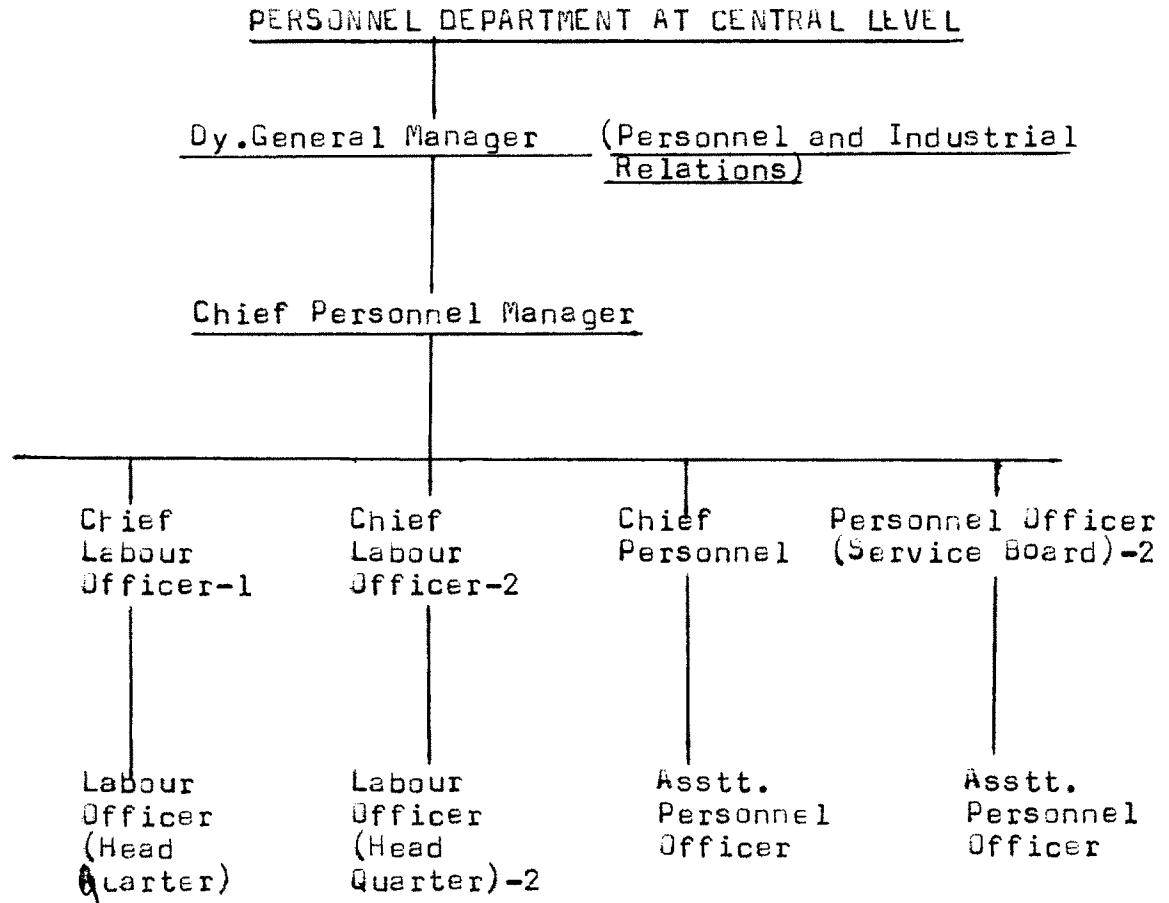 PERSONNEL DEPARTMENT AT CENTRAL LEVEL
Dy.General Manager (Personnel and Industrial
Relations)
Chief Personnel Manager
Chief
Labour
Officer-1
Chief
Labour
Officer-2
Chief
Personnel
Personnel Officer
(Service Board)-2
Labour
Officer
(Head
Quarter)
Labour
Officer
(Head
Quarter)-2
Asstt.
Personnel
Officer
Asstt.
Personnel
Officer